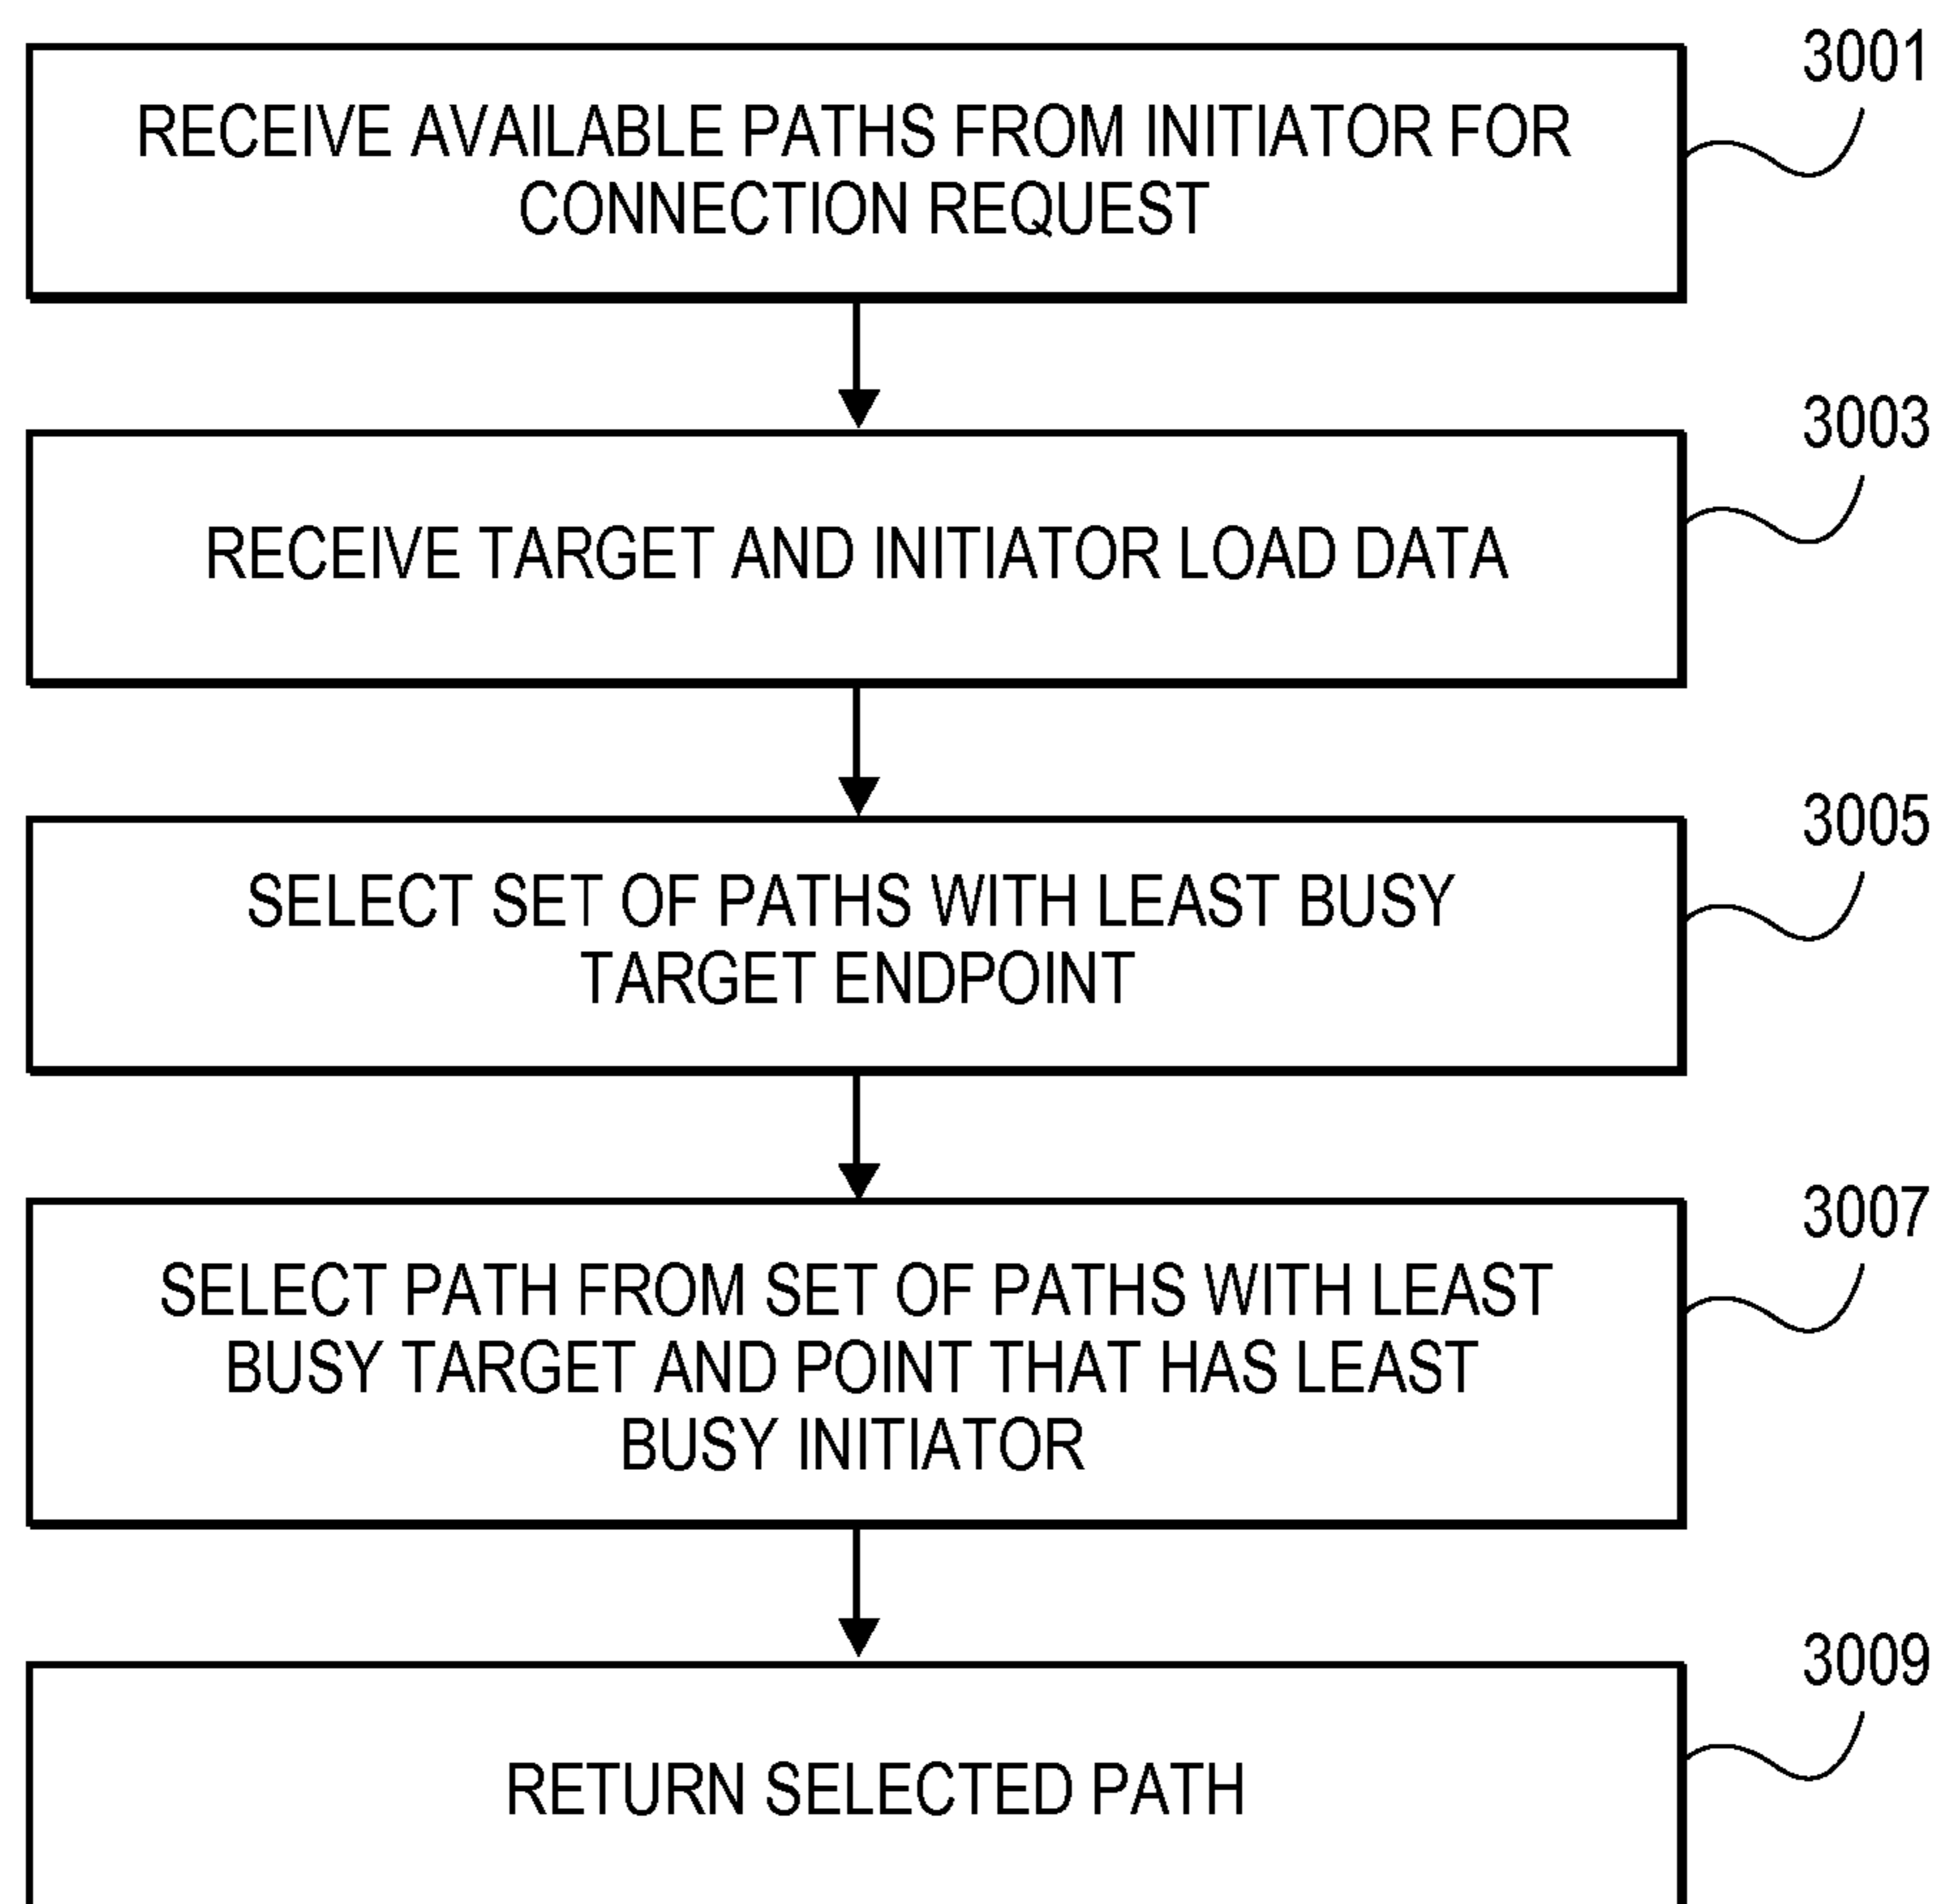 3001
RECEIVE AVAILABLE PATHS FROM INITIATOR FOR
CONNECTION REQUEST
3003
RECEIVE TARGET AND INITIATOR LOAD DATA
3005
SELECT SET OF PATHS WITH LEAST BUSY
TARGET ENDPOINT
3007
SELECT PATH FROM SET OF PATHS WITH LEAST
BUSY TARGET AND POINT THAT HAS LEAST
BUSY INITIATOR
3009
RETURN SELECTED PATH